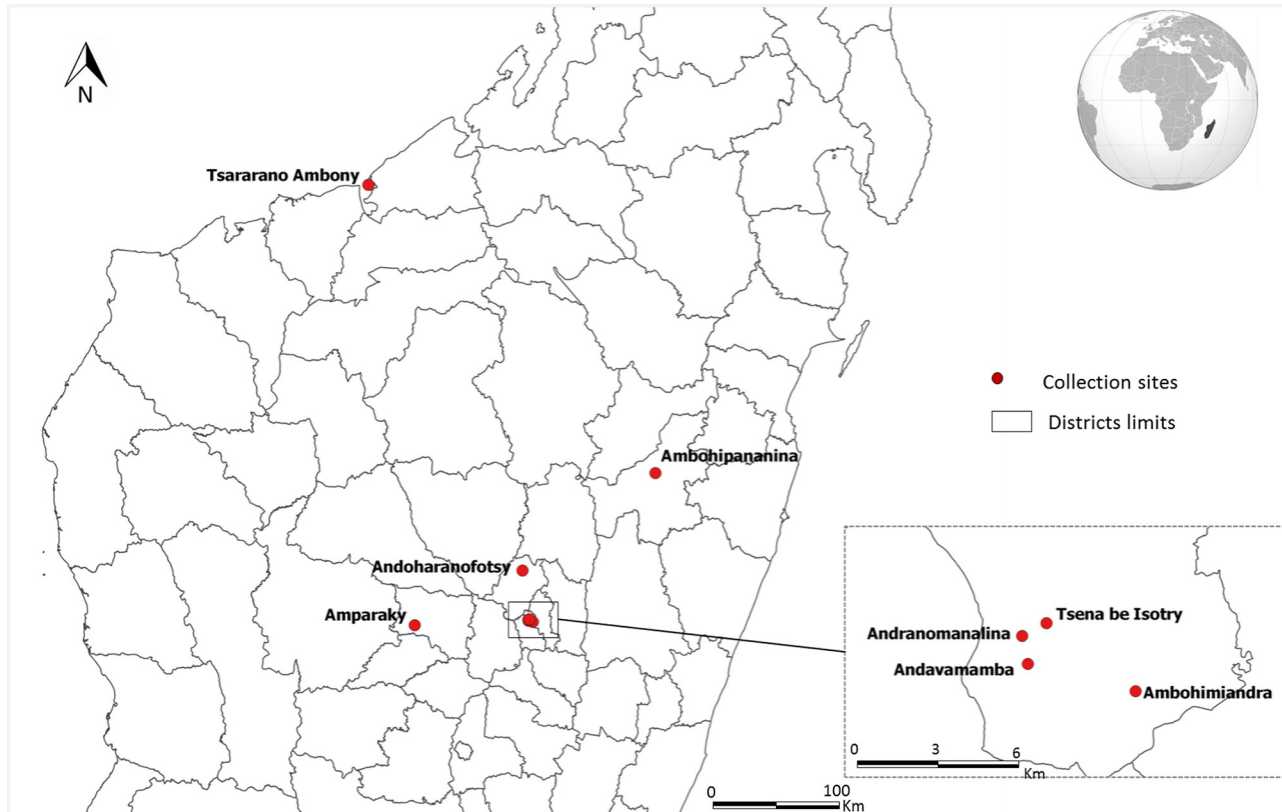 N
Tsararano Ambony
Collection sites
Districts limits
Ambohipananina
Andoharanofotsy
Amparaky
Tsena be Isotry
Andranomanalina
Andavamamba
Ambohimiandra
0 3 6
Km
0 100
Km